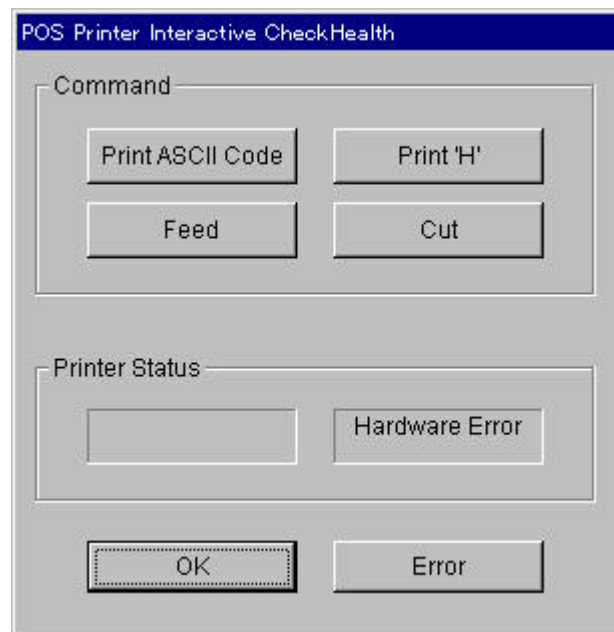 POS Printer Interactive CheckHealth
Command
Print ASCII Code
Print 'H'
Feed
Cut
Printer Status
Hardware Error
OK
Error